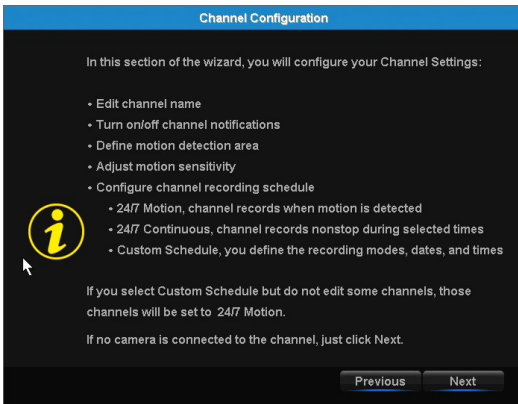 Channel Configuration
In this section of the wizard, you will configure your Channel Settings:
• Edit channel name
• Turn on/off channel notifications
• Define motion detection area
• Adjust motion sensitivity
• Configure channel recording schedule
• 24/7 Motion, channel records when motion is detected
• 24/7 Continuous, channel records nonstop during selected times
• Custom Schedule, you define the recording modes, dates, and times
If you select Custom Schedule but do not edit some channels, those
channels will be set to 24/7 Motion.
If no camera is connected to the channel, just click Next.
Previous Next